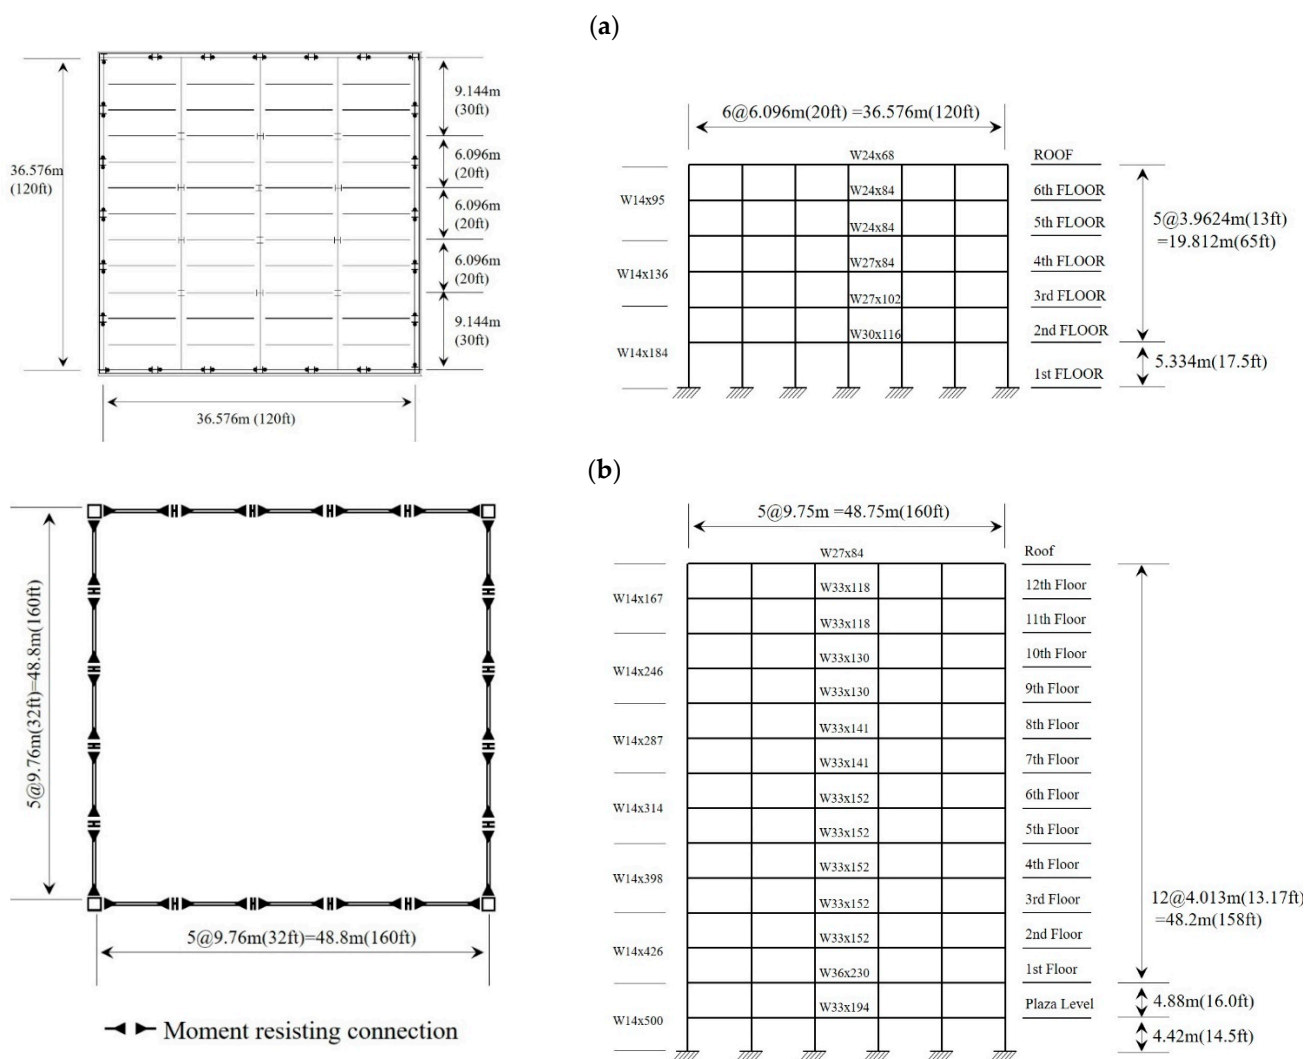 (a)
9.144m
(30ft)
6.096m
(20ft)
6.096m
(20ft)
6.096m
(20ft)
9.144m
(30ft)
36.576m
(120ft)
36.576m (120ft)
6@6.096m(20ft) =36.576m(120ft)
W24x68
ROOF
W24x84
6th FLOOR
W14x95
W24x84
5th FLOOR
5@3.9624m(13ft)
=19.812m(65ft)
W27x84
4th FLOOR
W14x136
W27x102
3rd FLOOR
W30x116
2nd FLOOR
W14x184
1st FLOOR
5.334m(17.5ft)
(b)
5@9.76m(32ft)=48.8m(160ft)
5@9.76m(32ft)=48.8m(160ft)
Moment resisting connection
5@9.75m =48.75m(160ft)
W27x84
Roof
W33x118
12th Floor
W14x167
W33x118
11th Floor
W33x130
10th Floor
W14x246
W33x130
9th Floor
W33x141
8th Floor
W14x287
W33x141
7th Floor
W33x152
6th Floor
W14x314
W33x152
5th Floor
W33x152
4th Floor
W14x398
W33x152
3rd Floor
12@4.013m(13.17ft)
=48.2m(158ft)
W33x152
2nd Floor
W14x426
W36x230
1st Floor
W33x194
Plaza Level
4.88m(16.0ft)
W14x500
4.42m(14.5ft)